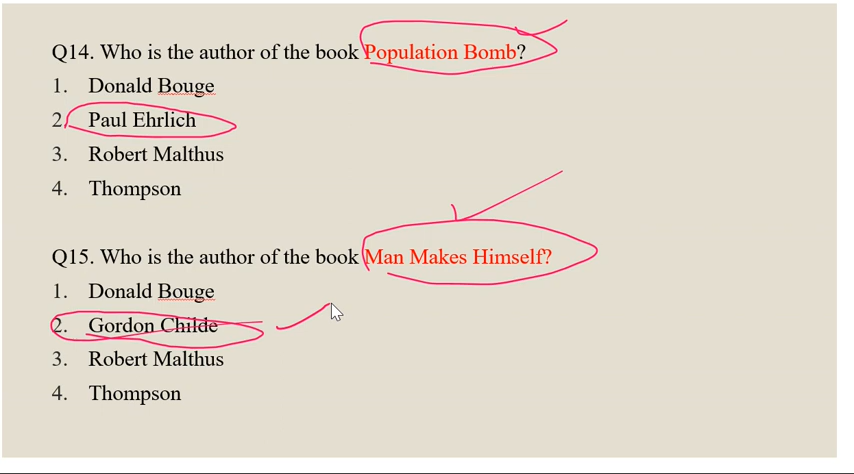 Q14. Who is the author of the book Population Bomb?
1. Donald Bouge
2. Paul Ehrlich
3. Robert Malthus
4. Thompson
Q15. Who is the author of the book Man Makes Himself?
1. Donald Bouge
2. Gordon Childe
3. Robert Malthus
4. Thompson